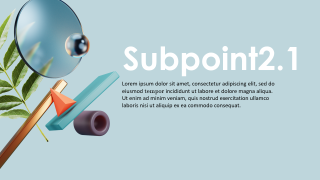 Subpoint2.1
Lorem ipsum dolor sit amet, consectetur adipiscing elit, sed do
eiusmod tempor incididunt ut labore et dolore magna aliqua.
Ut enim ad minim veniam, quis nostrud exercitation ullamco
laboris nisi ut aliquip ex ea commodo consequat.